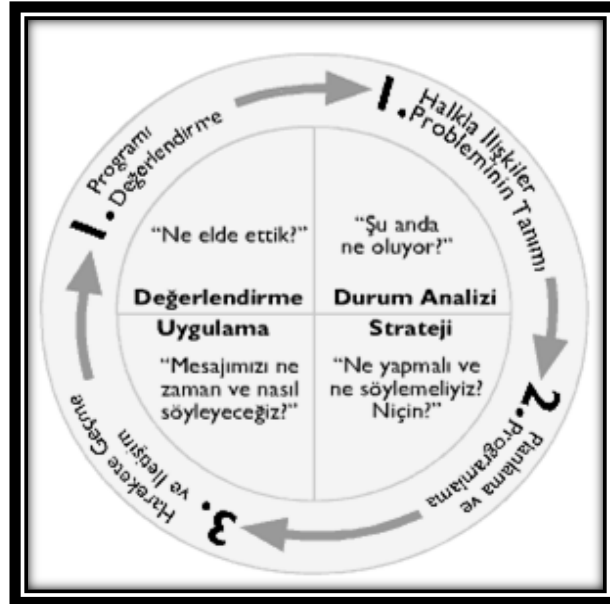 1. Halkla İlişkiler
Probleminin Tanımı
"Şu anda
ne oluyor?"
Durum Analizi
2. Planlama ve
Programlama
Strateji
"Ne yapmalı ve
ne söylemeliyiz?
Niçin?"
3. Harekete Geçme
ve İletişim
Uygulama
"Mesajımızı ne
zaman ve nasıl
söyleyeceğiz?"
1. Programı
Değerlendirme
"Ne elde ettik?"
Değerlendirme